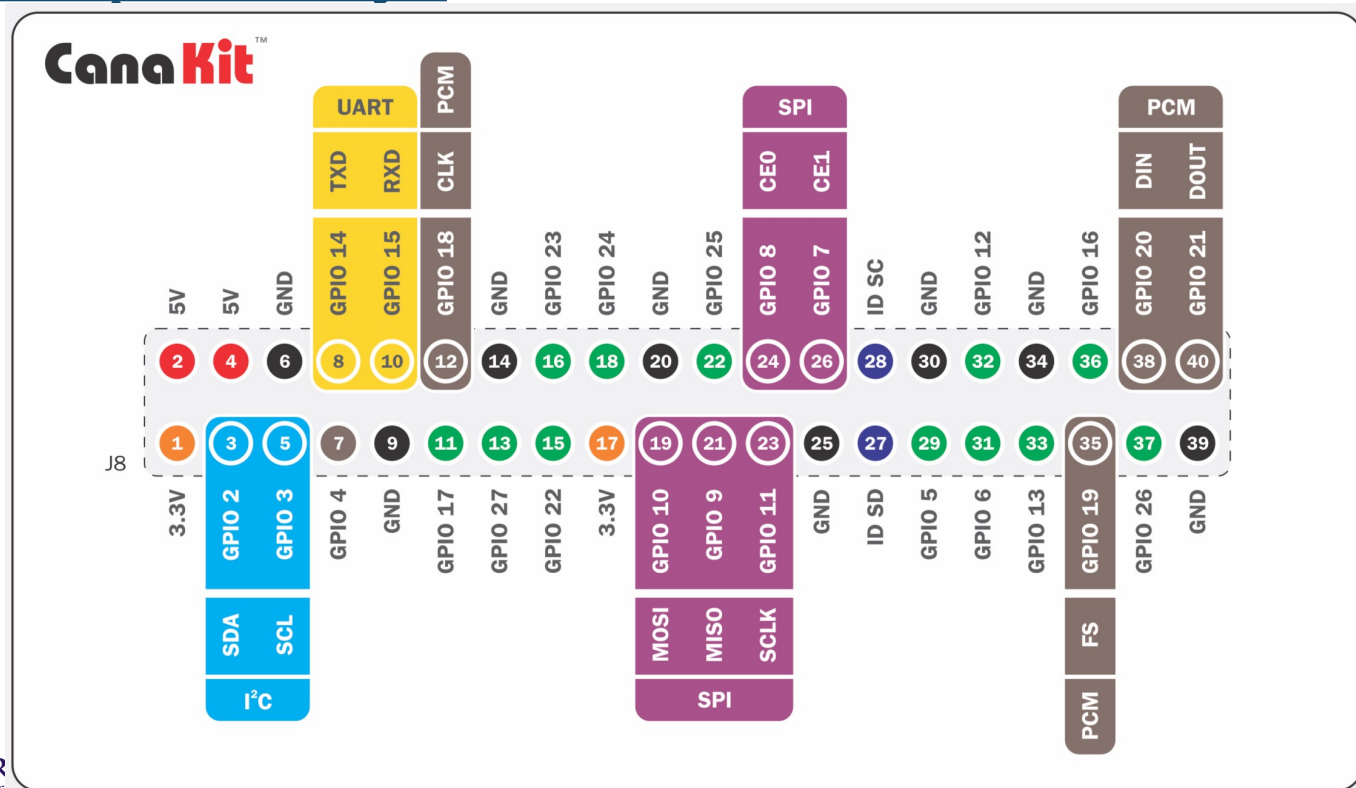 CanaKit™
PCM
UART
SPI
PCM
TXD
RXD
CLK
CE0
CE1
DIN
DOUT
5V
5V
GND
GPIO 14
GPIO 15
GPIO 18
GND
GPIO 23
GPIO 24
GND
GPIO 25
GPIO 8
GPIO 7
ID SC
GND
GPIO 12
GND
GPIO 16
GPIO 20
GPIO 21
2 4 6 8 10 12 14 16 18 20 22 24 26 28 30 32 34 36 38 40
1 3 5 7 9 11 13 15 17 19 21 23 25 27 29 31 33 35 37 39
J8
3.3V
GPIO 2
GPIO 3
GPIO 4
GND
GPIO 17
GPIO 27
GPIO 22
3.3V
GPIO 10
GPIO 9
GPIO 11
GND
ID SD
GPIO 5
GPIO 6
GPIO 13
GPIO 19
GPIO 26
GND
SDA
SCL
MOSI
MISO
SCLK
FS
I²C
SPI
PCM